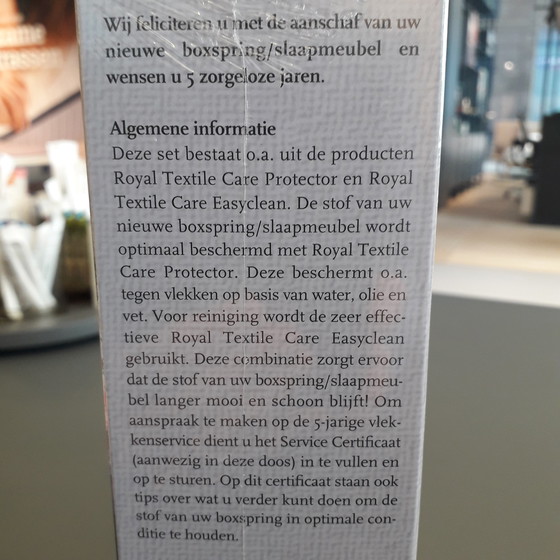 Wij feliciteren u met de aanschaf van uw
nieuwe boxspring/slaapmeubel en
wensen u 5 zorgeloze jaren.
Algemene informatie
Deze set bestaat o.a. uit de producten
Royal Textile Care Protector en Royal
Textile Care Easyclean. De stof van uw
nieuwe boxspring/slaapmeubel wordt
optimaal beschermd met Royal Textile
Care Protector. Deze beschermt o.a.
tegen vlekken op basis van water, olie en
vet. Voor reiniging wordt de zeer effec-
tieve Royal Textile Care Easyclean
gebruikt. Deze combinatie zorgt ervoor
dat de stof van uw boxspring/slaapmeu-
bel langer mooi en schoon blijft! Om
aanspraak te maken op de 5-jarige vlek-
kenservice dient u het Service Certificaat
(aanwezig in deze doos) in te vullen en
op te sturen. Op dit certificaat staan ook
tips over wat u verder kunt doen om de
stof van uw boxspring in optimale con-
ditie te houden.